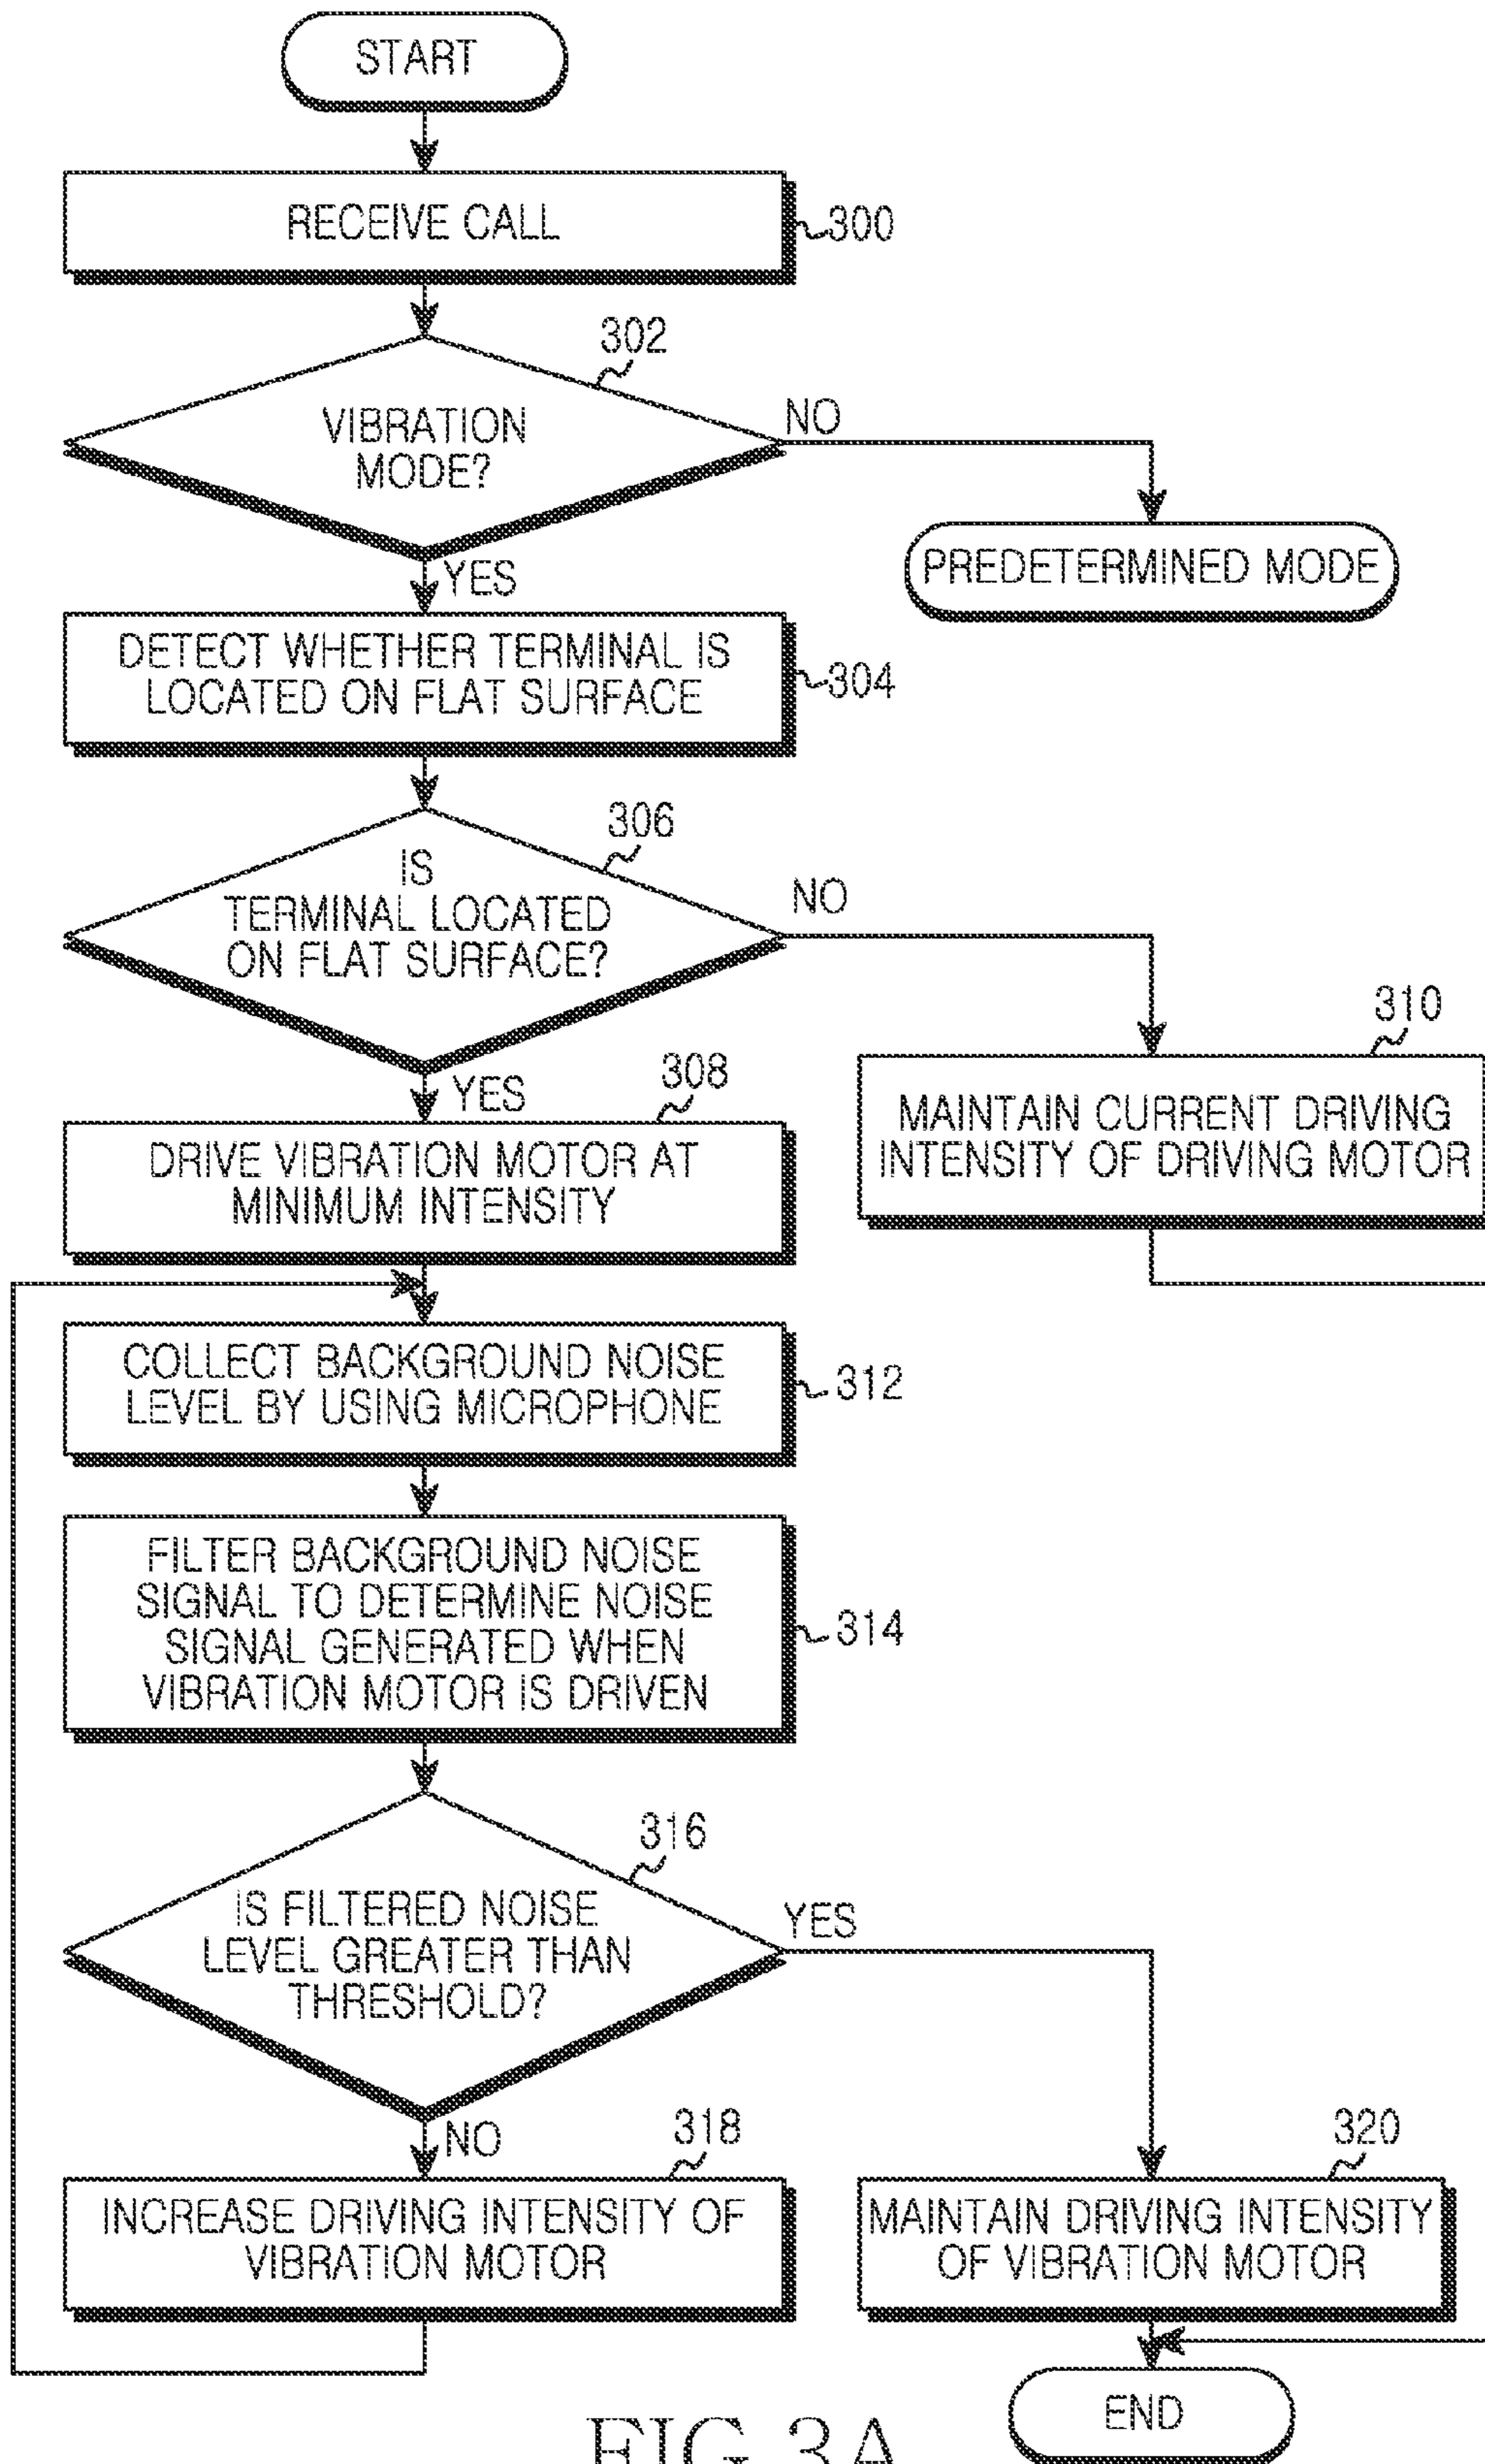 START
RECEIVE CALL
300
302
VIBRATION
MODE?
NO
PREDETERMINED MODE
YES
DETECT WHETHER TERMINAL IS
LOCATED ON FLAT SURFACE
304
306
IS
TERMINAL LOCATED
ON FLAT SURFACE?
NO
310
MAINTAIN CURRENT DRIVING
INTENSITY OF DRIVING MOTOR
YES
308
DRIVE VIBRATION MOTOR AT
MINIMUM INTENSITY
COLLECT BACKGROUND NOISE
LEVEL BY USING MICROPHONE
312
FILTER BACKGROUND NOISE
SIGNAL TO DETERMINE NOISE
SIGNAL GENERATED WHEN
VIBRATION MOTOR IS DRIVEN
314
316
IS FILTERED NOISE
LEVEL GREATER THAN
THRESHOLD?
YES
NO
318
INCREASE DRIVING INTENSITY OF
VIBRATION MOTOR
320
MAINTAIN DRIVING INTENSITY
OF VIBRATION MOTOR
END
FIG.3A